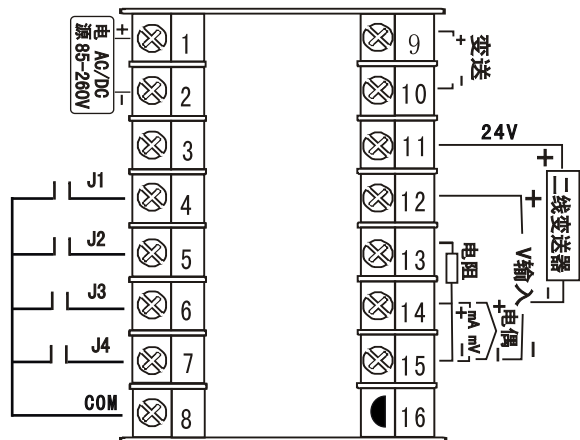 +
电 AC/DC
源 85-260V
-
1
2
3
4
5
6
7
8
J1
J2
J3
J4
COM
9
10
11
12
13
14
15
16
+
变送
-
24V
+
二线变送器
-
+
V输入
-
电阻
+
mA mV
-
+
电偶
-